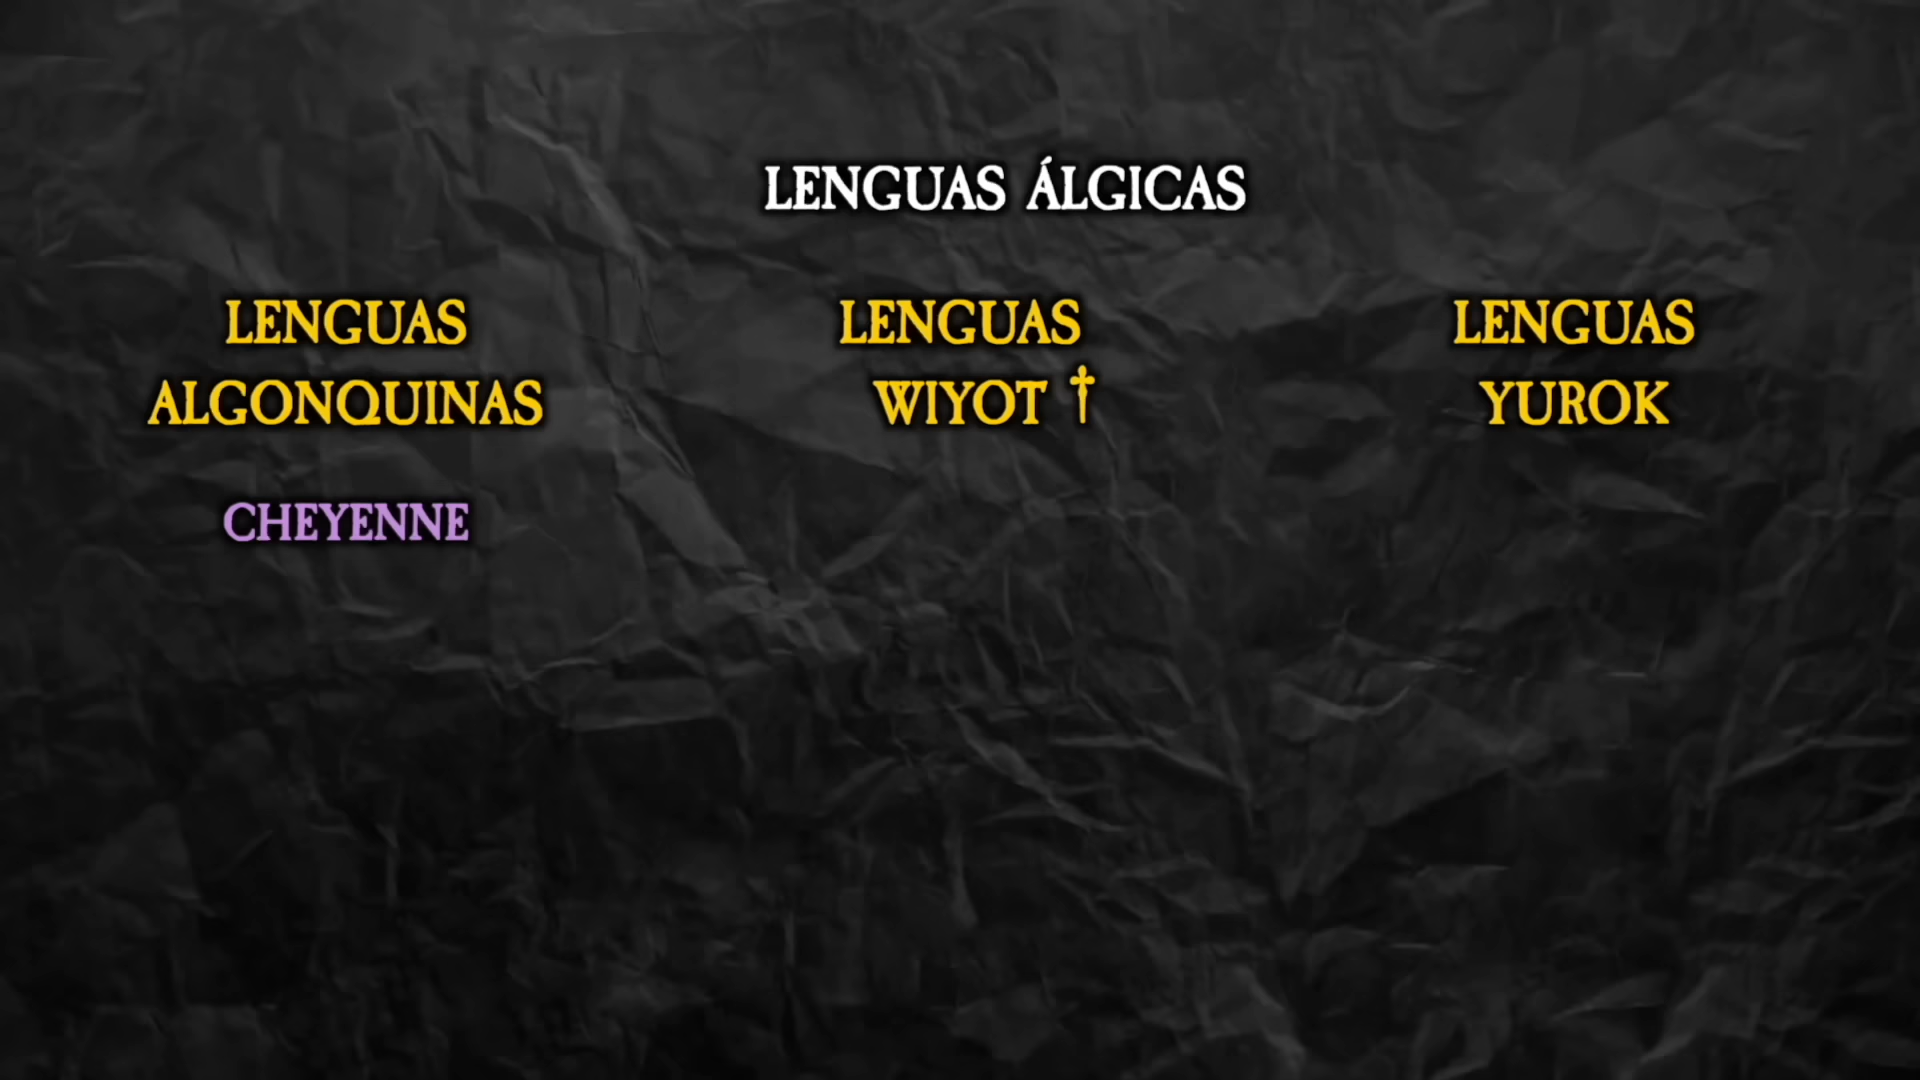 LENGUAS ÁLGICAS
LENGUAS
ALGONQUINAS
LENGUAS
WIYOT †
LENGUAS
YUROK
CHEYENNE